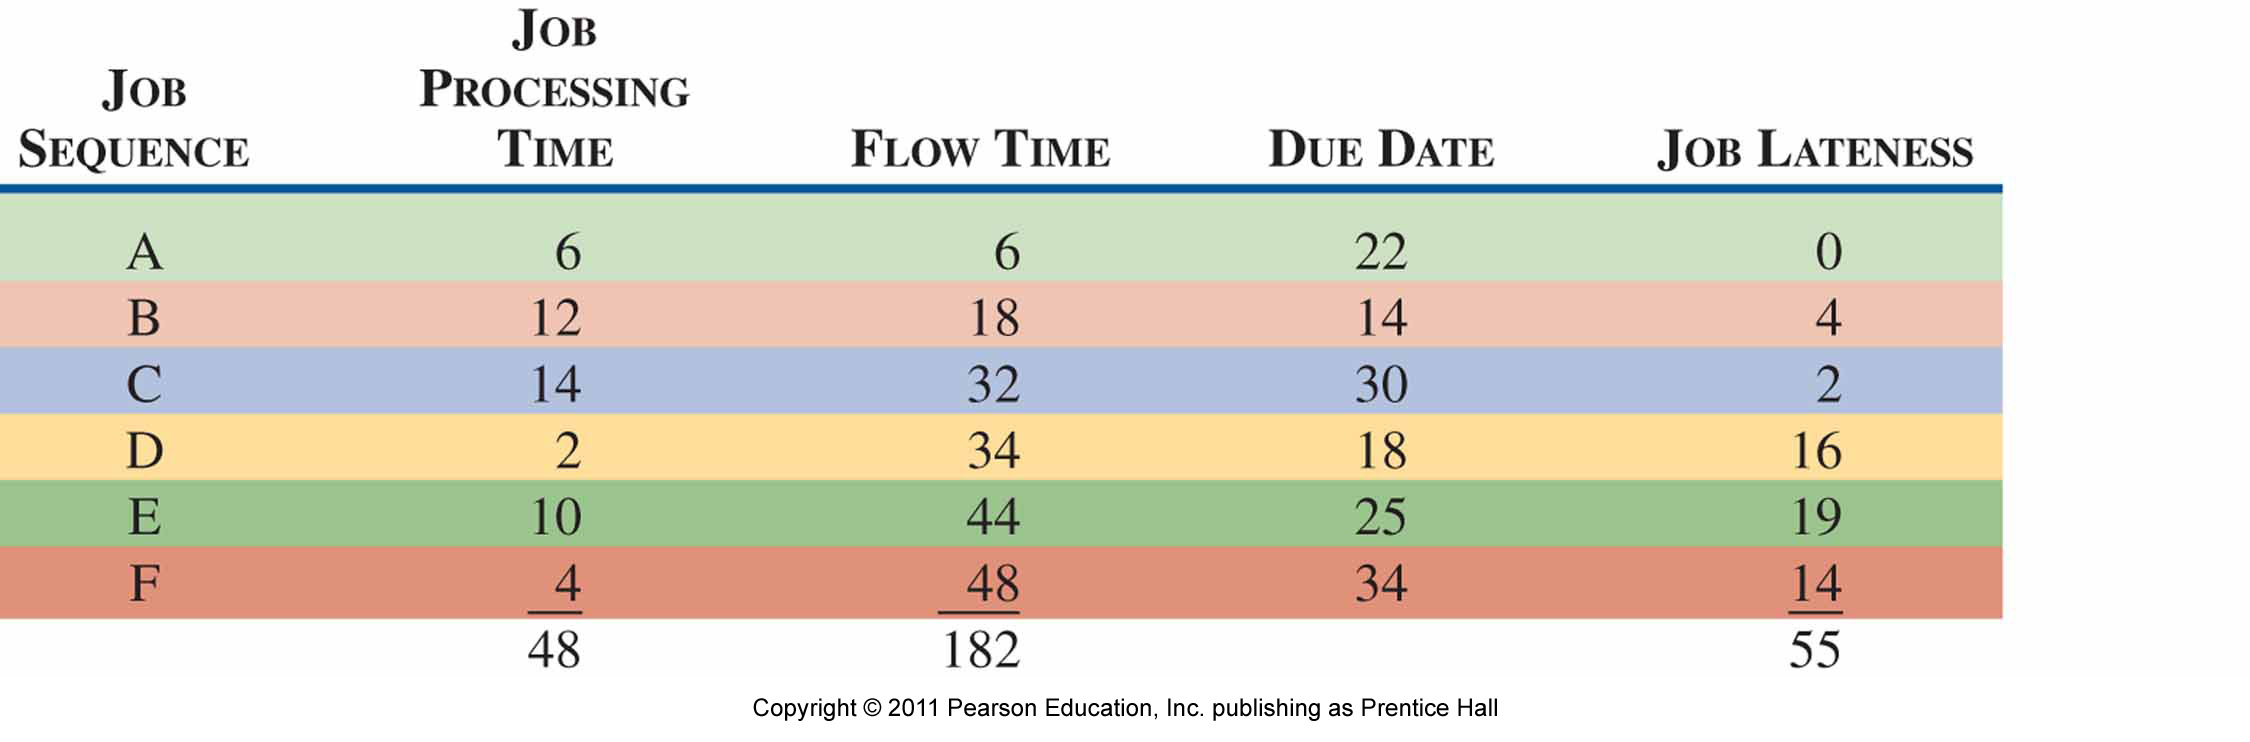 JOB
JOB PROCESSING
SEQUENCE TIME FLOW TIME DUE DATE JOB LATENESS
A 6 6 22 0
B 12 18 14 4
C 14 32 30 2
D 2 34 18 16
E 10 44 25 19
F 4 48 34 14
48 182 55
Copyright © 2011 Pearson Education, Inc. publishing as Prentice Hall